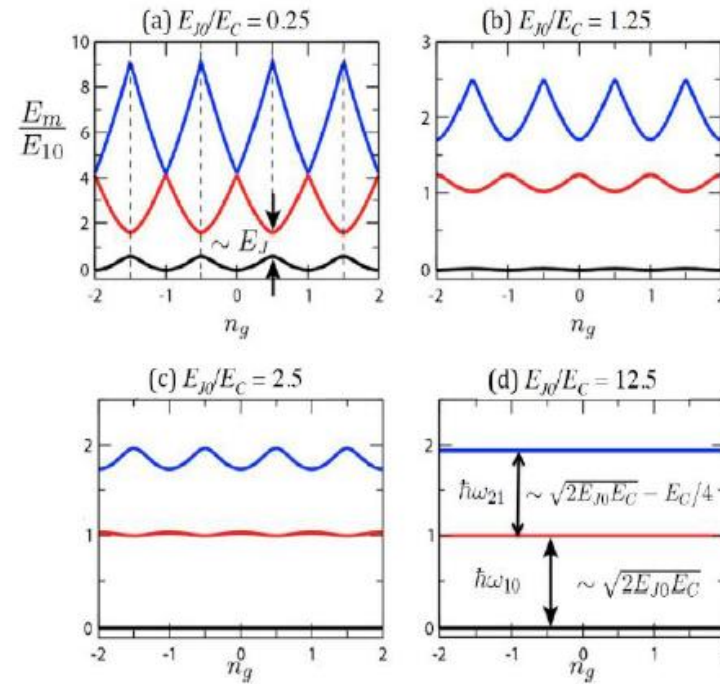 (a) E_{J0}/E_C = 0.25
E_m/E_{10}
10
8
6
4
2
0
~ E_J
-2 -1 0 1 2
n_g
(b) E_{J0}/E_C = 1.25
3
2
1
0
-2 -1 0 1 2
n_g
(c) E_{J0}/E_C = 2.5
2
1
0
-2 -1 0 1 2
n_g
(d) E_{J0}/E_C = 12.5
2
ħω_{21} ~ √(2E_{J0}E_C) − E_C/4
1
ħω_{10} ~ √(2E_{J0}E_C)
0
-2 -1 0 1 2
n_g